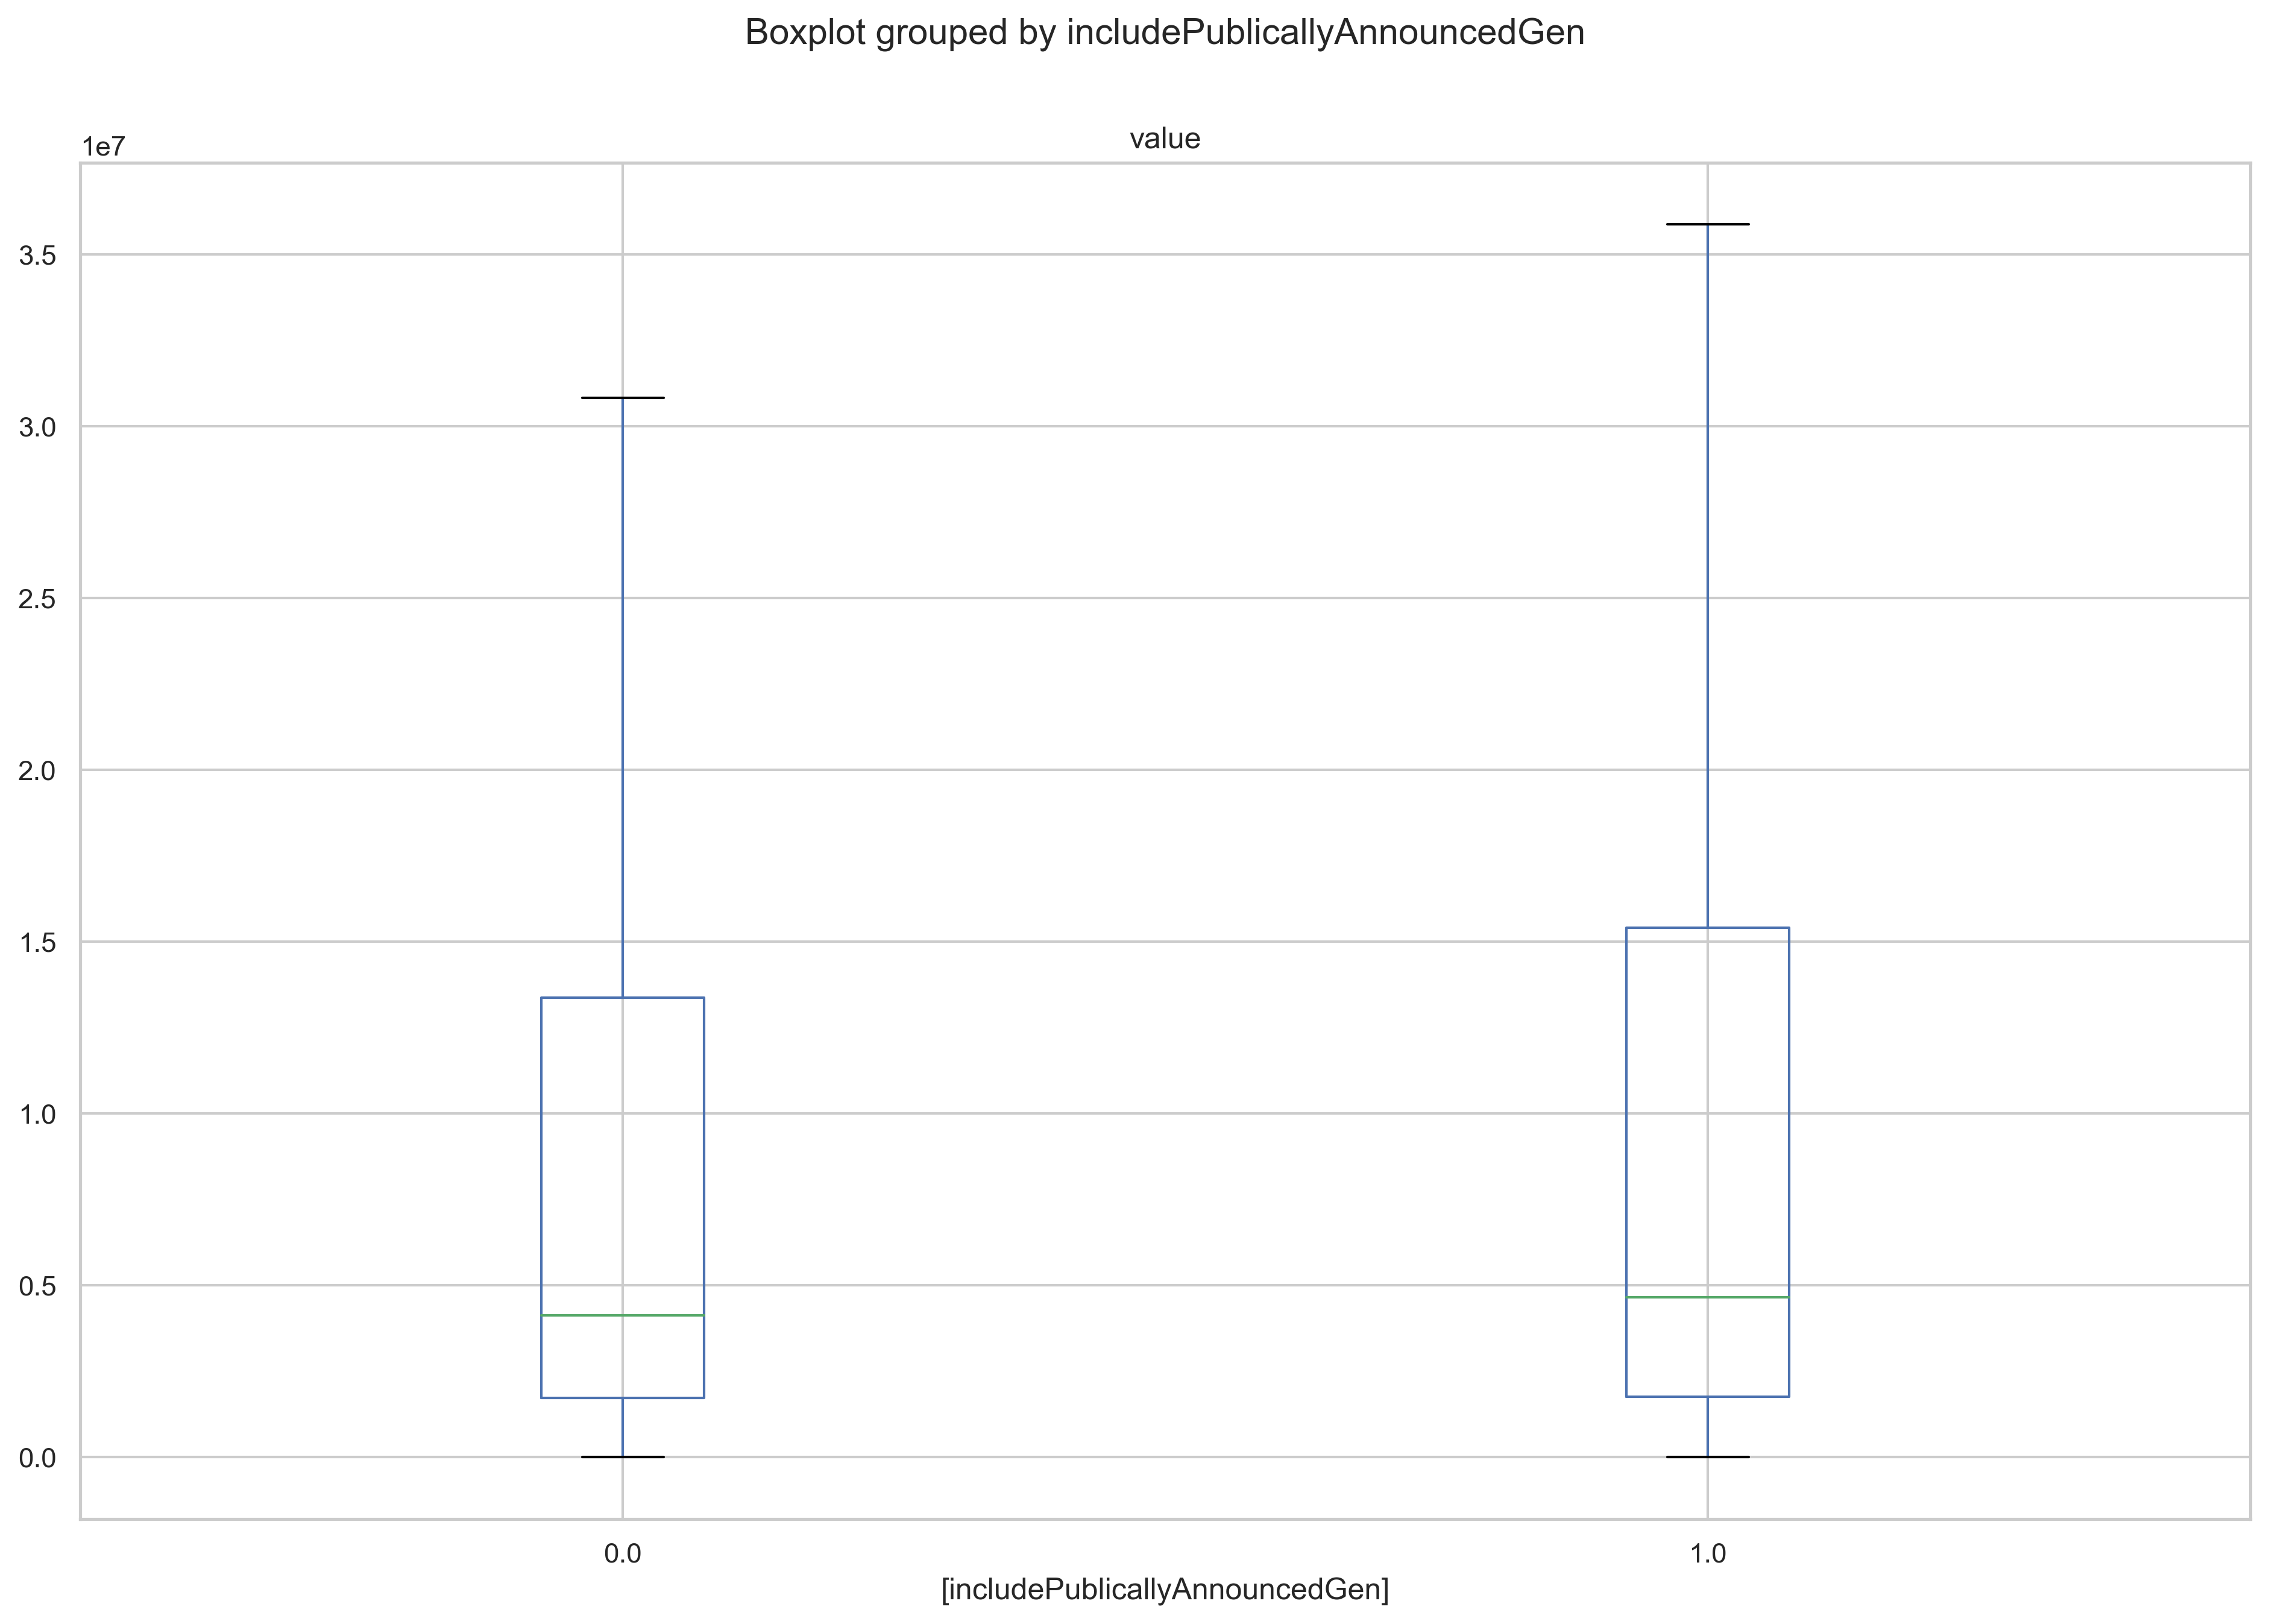 Boxplot grouped by includePublicallyAnnouncedGen
value
1e7
3.5
3.0
2.5
2.0
1.5
1.0
0.5
0.0
0.0 1.0
[includePublicallyAnnouncedGen]